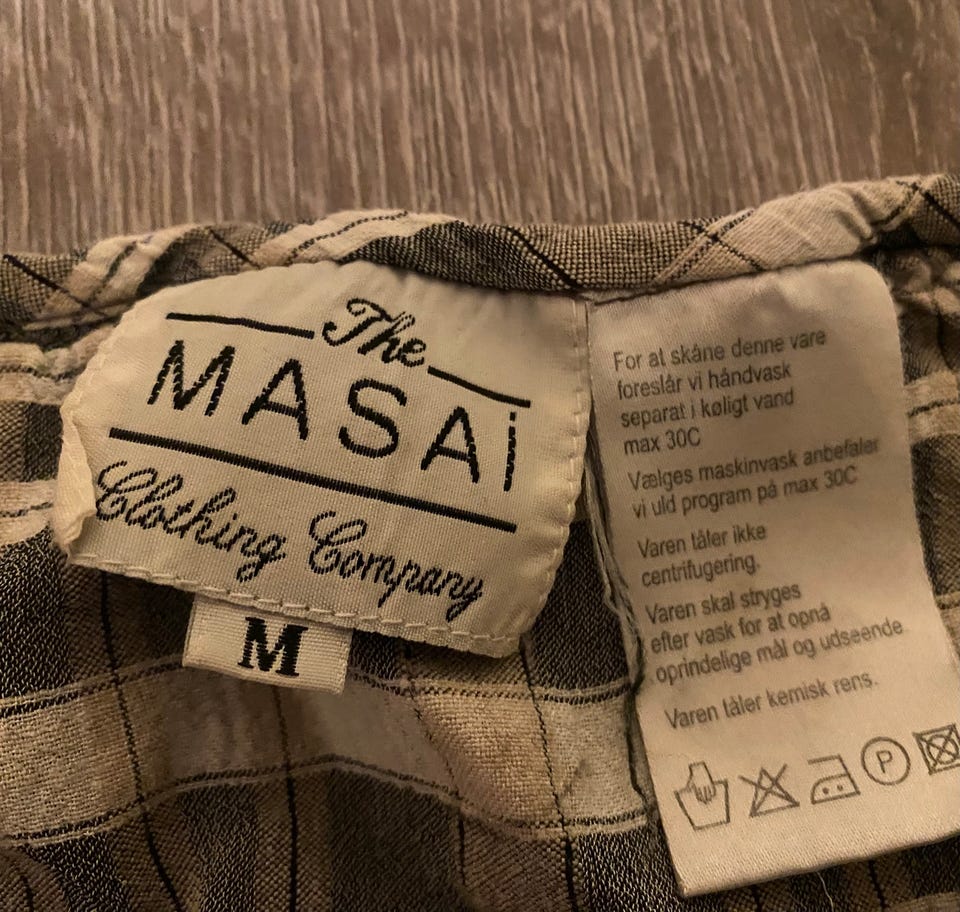 The
MASAi
Clothing Company
M
For at skåne denne vare
foreslår vi håndvask
separat i køligt vand
max 30C
Vælges maskinvask anbefaler
vi uld program på max 30C
Varen tåler ikke
centrifugering.
Varen skal stryges
efter vask for at opnå
oprindelige mål og udseende
Varen tåler kemisk rens.
P